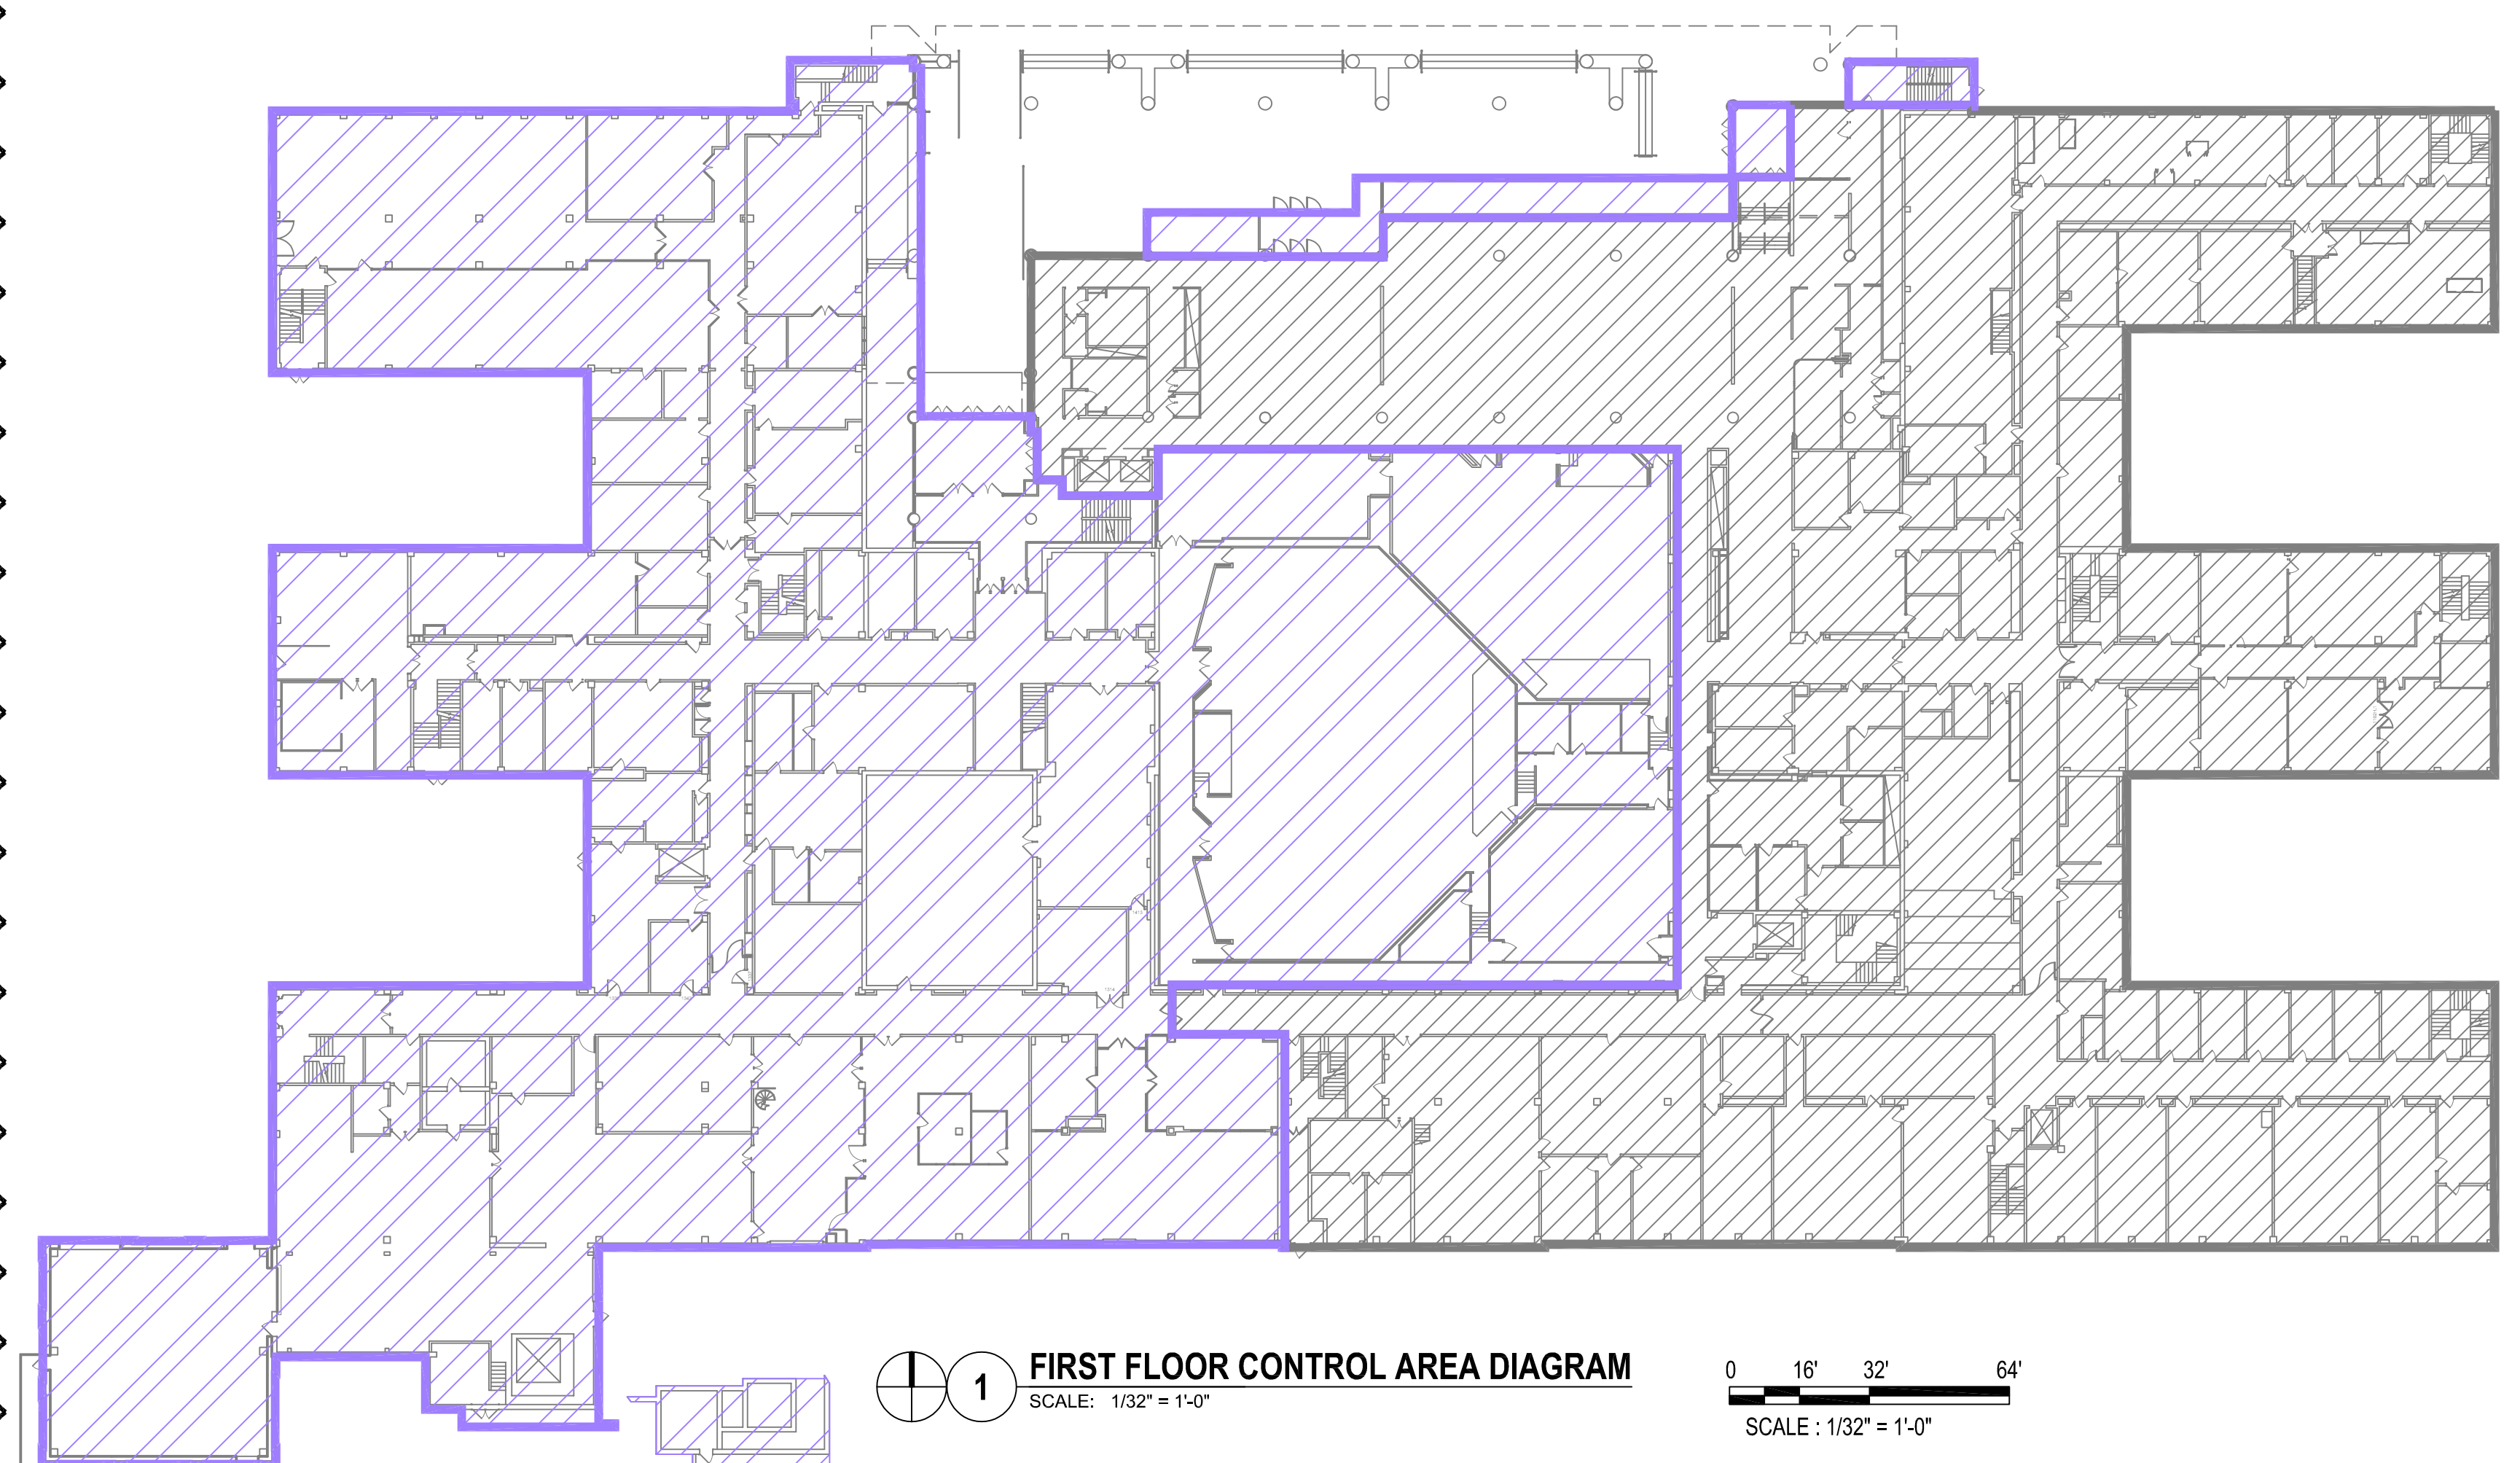 1
FIRST FLOOR CONTROL AREA DIAGRAM
SCALE: 1/32" = 1'-0"
0 16' 32' 64'
SCALE : 1/32" = 1'-0"